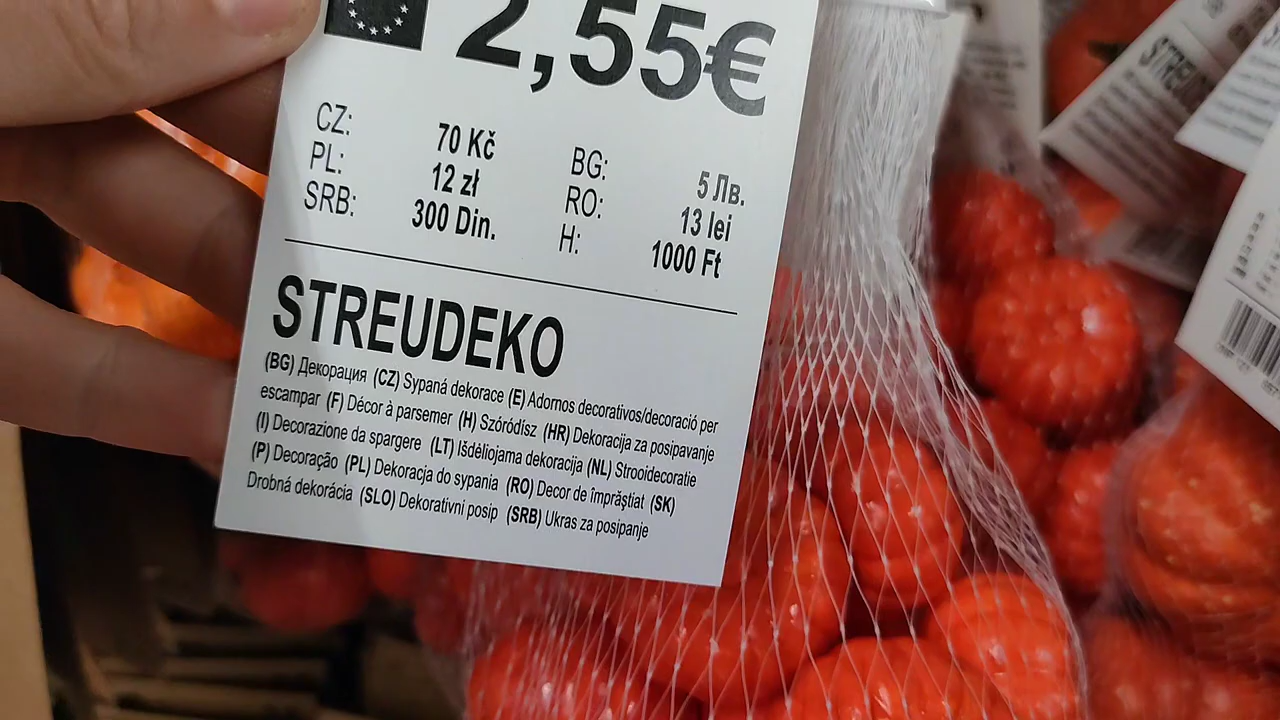 2,55€
CZ: 70 Kč BG: 5 Лв.
PL: 12 zł RO: 13 lei
SRB: 300 Din. H: 1000 Ft
STREUDEKO
(BG) Декорация (CZ) Sypaná dekorace (E) Adornos decorativos/decoració per
escampar (F) Décor à parsemer (H) Szóródísz (HR) Dekoracija za posipavanje
(I) Decorazione da spargere (LT) Išdėliojama dekoracija (NL) Strooidecoratie
(P) Decoração (PL) Dekoracja do sypania (RO) Decor de împrăștiat (SK)
Drobná dekorácia (SLO) Dekorativni posip (SRB) Ukras za posipanje